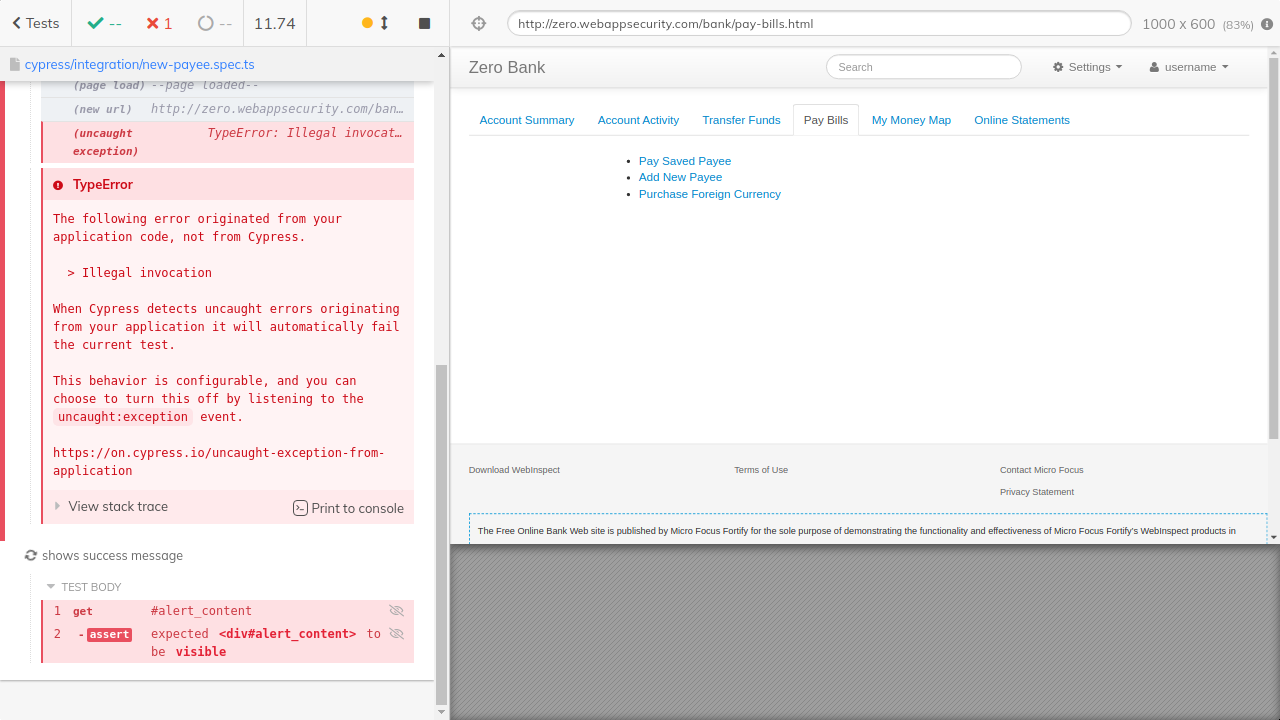 Tests
--
1
--
11.74
http://zero.webappsecurity.com/bank/pay-bills.html
1000 x 600 (83%)
cypress/integration/new-payee.spec.ts
(page load) --page loaded--
(new url) http://zero.webappsecurity.com/ban…
(uncaught TypeError: Illegal invocat…
exception)
TypeError
The following error originated from your
application code, not from Cypress.
> Illegal invocation
When Cypress detects uncaught errors originating
from your application it will automatically fail
the current test.
This behavior is configurable, and you can
choose to turn this off by listening to the
uncaught:exception event.
https://on.cypress.io/uncaught-exception-from-
application
View stack trace
Print to console
shows success message
TEST BODY
1 get #alert_content
2 -assert expected <div#alert_content> to
be visible
Zero Bank
Search
Settings
username
Account Summary
Account Activity
Transfer Funds
Pay Bills
My Money Map
Online Statements
• Pay Saved Payee
• Add New Payee
• Purchase Foreign Currency
Download WebInspect
Terms of Use
Contact Micro Focus
Privacy Statement
The Free Online Bank Web site is published by Micro Focus Fortify for the sole purpose of demonstrating the functionality and effectiveness of Micro Focus Fortify's WebInspect products in